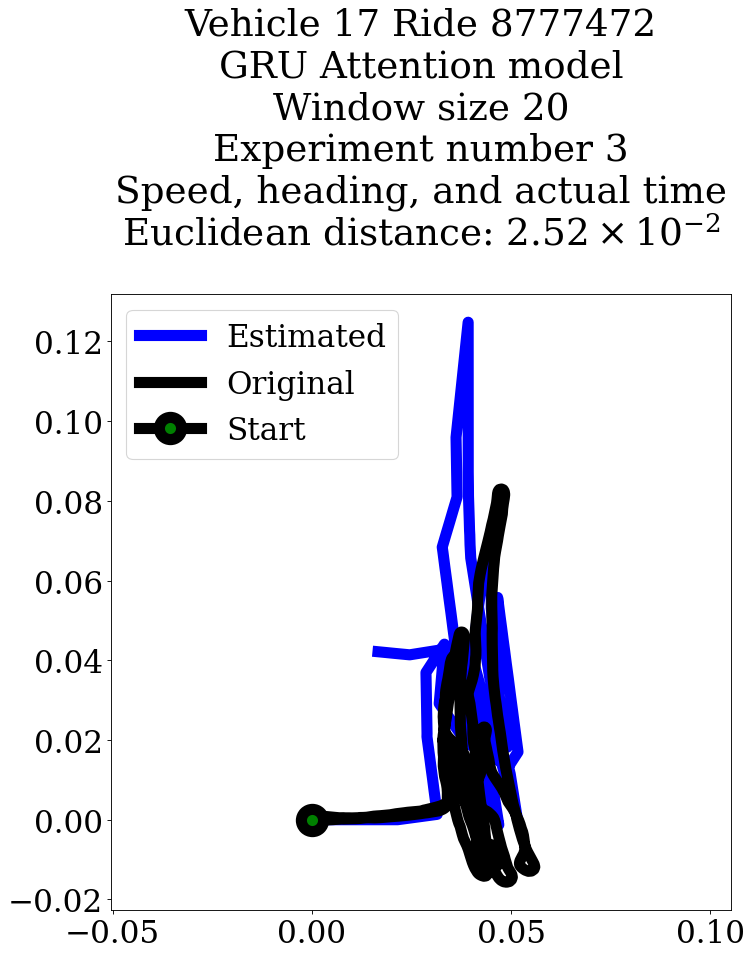 Vehicle 17 Ride 8777472
GRU Attention model
Window size 20
Experiment number 3
Speed, heading, and actual time
Euclidean distance: 2.52 × 10⁻²
Estimated
Original
Start
0.12
0.10
0.08
0.06
0.04
0.02
0.00
−0.02
−0.05 0.00 0.05 0.10